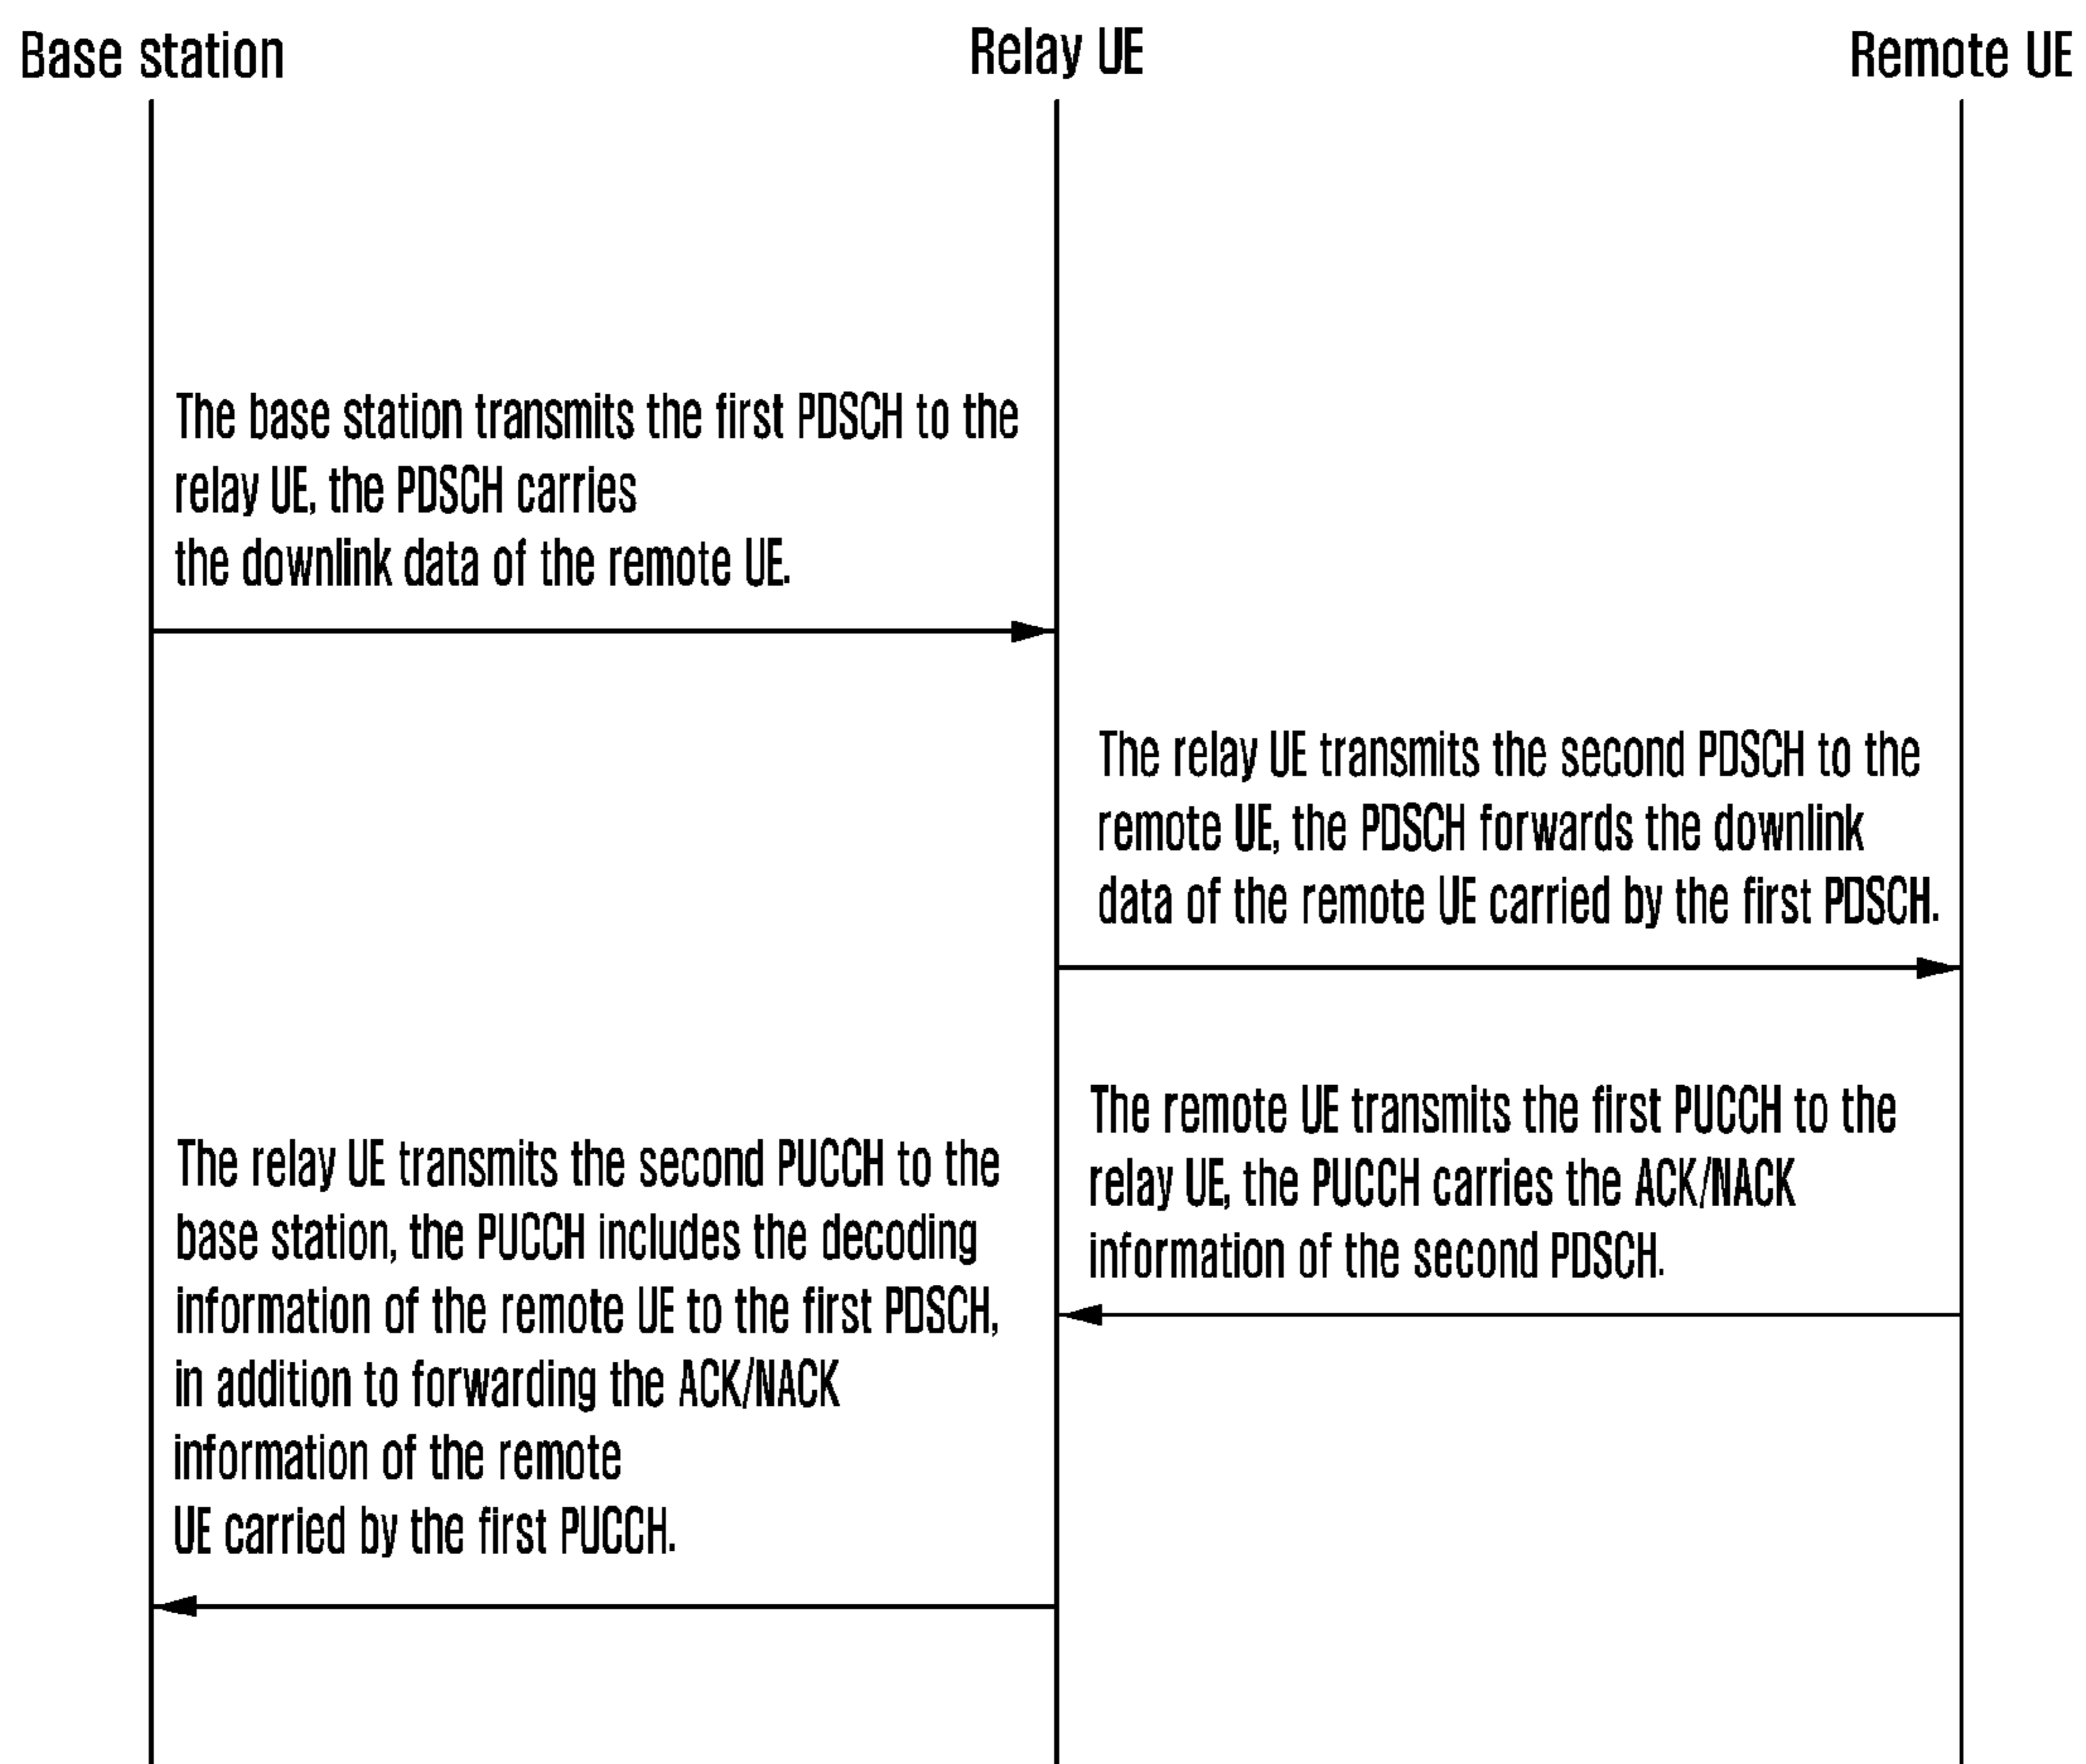 Base station
Relay UE
Remote UE
The base station transmits the first PDSCH to the
relay UE, the PDSCH carries
the downlink data of the remote UE.
The relay UE transmits the second PDSCH to the
remote UE, the PDSCH forwards the downlink
data of the remote UE carried by the first PDSCH.
The remote UE transmits the first PUCCH to the
relay UE, the PUCCH carries the ACK/NACK
information of the second PDSCH.
The relay UE transmits the second PUCCH to the
base station, the PUCCH includes the decoding
information of the remote UE to the first PDSCH,
in addition to forwarding the ACK/NACK
information of the remote
UE carried by the first PUCCH.